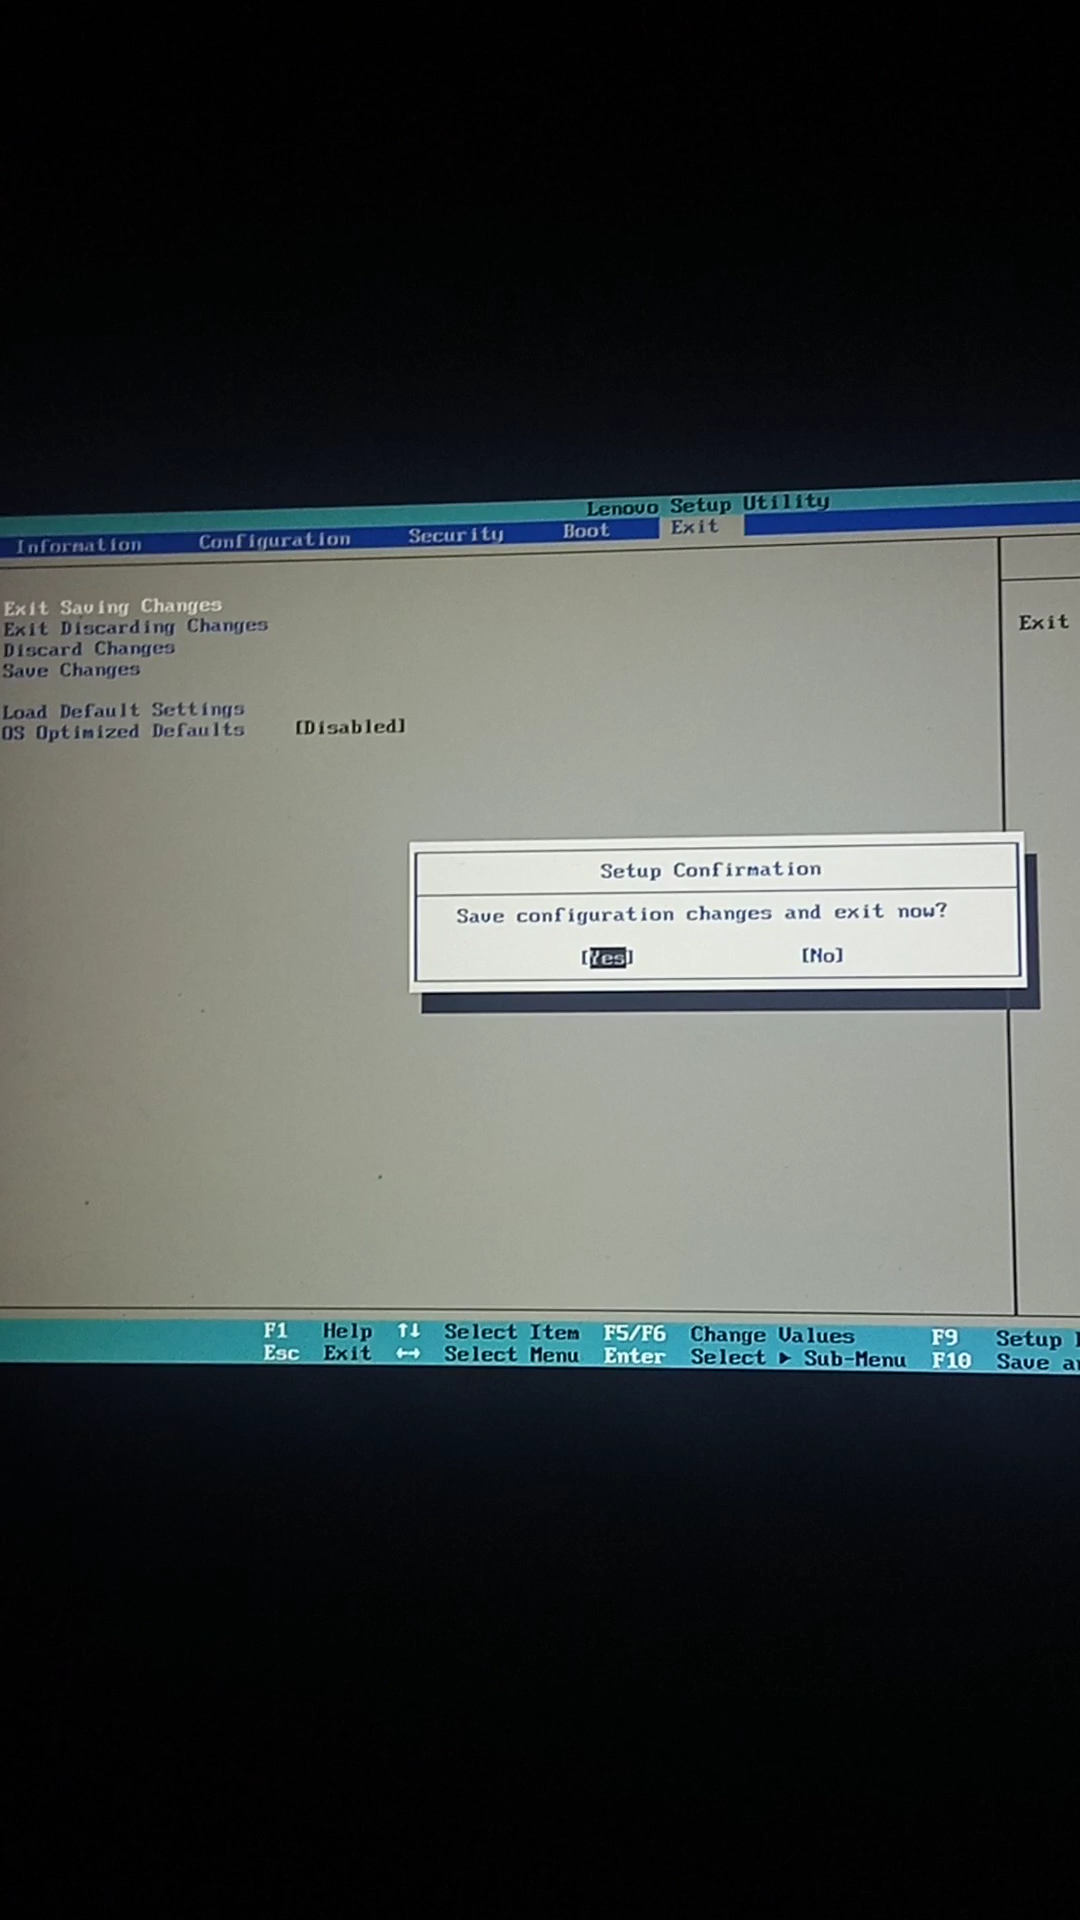 Lenovo Setup Utility
Information Configuration Security Boot Exit
Exit Saving Changes
Exit Discarding Changes
Discard Changes
Save Changes
Load Default Settings
OS Optimized Defaults [Disabled]
Exit
Setup Confirmation
Save configuration changes and exit now?
[Yes] [No]
F1 Help ↑↓ Select Item F5/F6 Change Values F9 Setup
Esc Exit ↔ Select Menu Enter Select ▶ Sub-Menu F10 Save